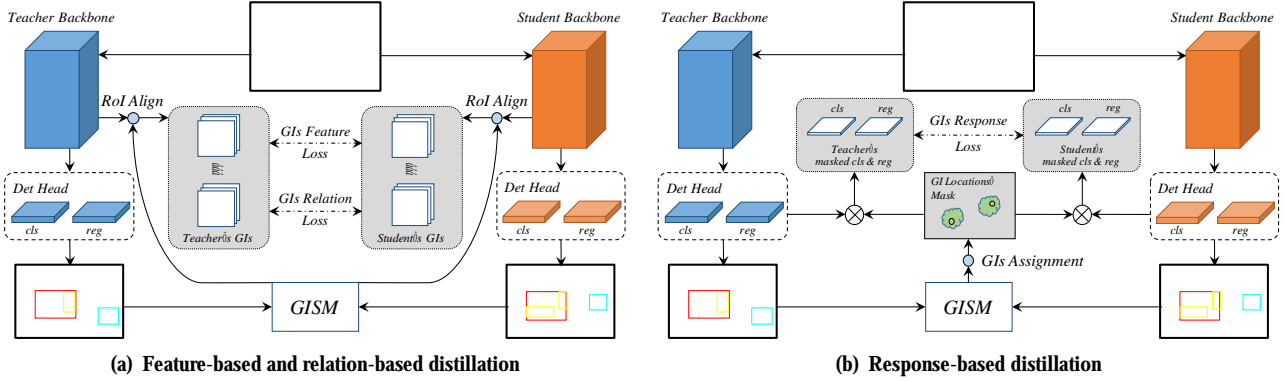 Teacher Backbone
Student Backbone
RoI Align
RoI Align
GIs Feature
Loss
GIs Relation
Loss
Det Head
cls reg
Teacher's GIs
Student's GIs
Det Head
cls reg
GISM
(a) Feature-based and relation-based distillation
Teacher Backbone
Student Backbone
cls reg
Teacher's
masked cls & reg
GIs Response
Loss
cls reg
Student's
masked cls & reg
Det Head
cls reg
GI Locations'
Mask
Det Head
cls reg
GIs Assignment
GISM
(b) Response-based distillation